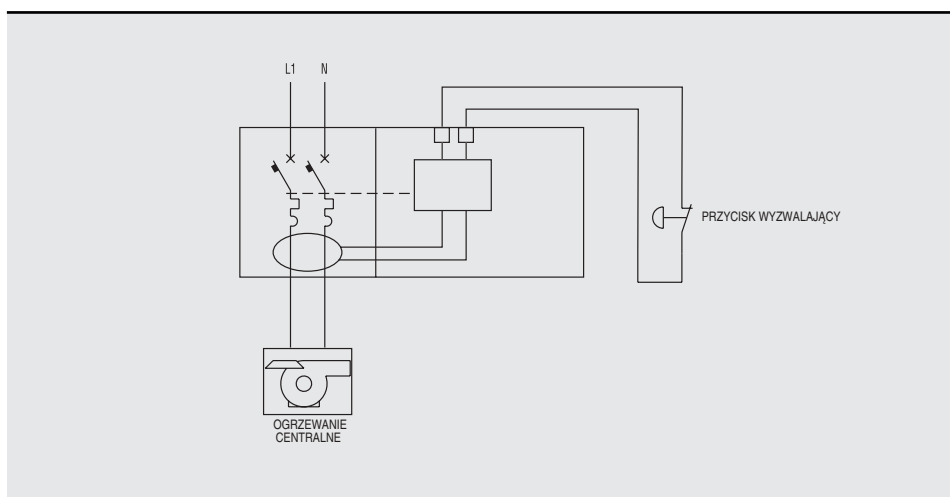 L1 N
PRZYCISK WYZWALAJĄCY
OGRZEWANIE
CENTRALNE